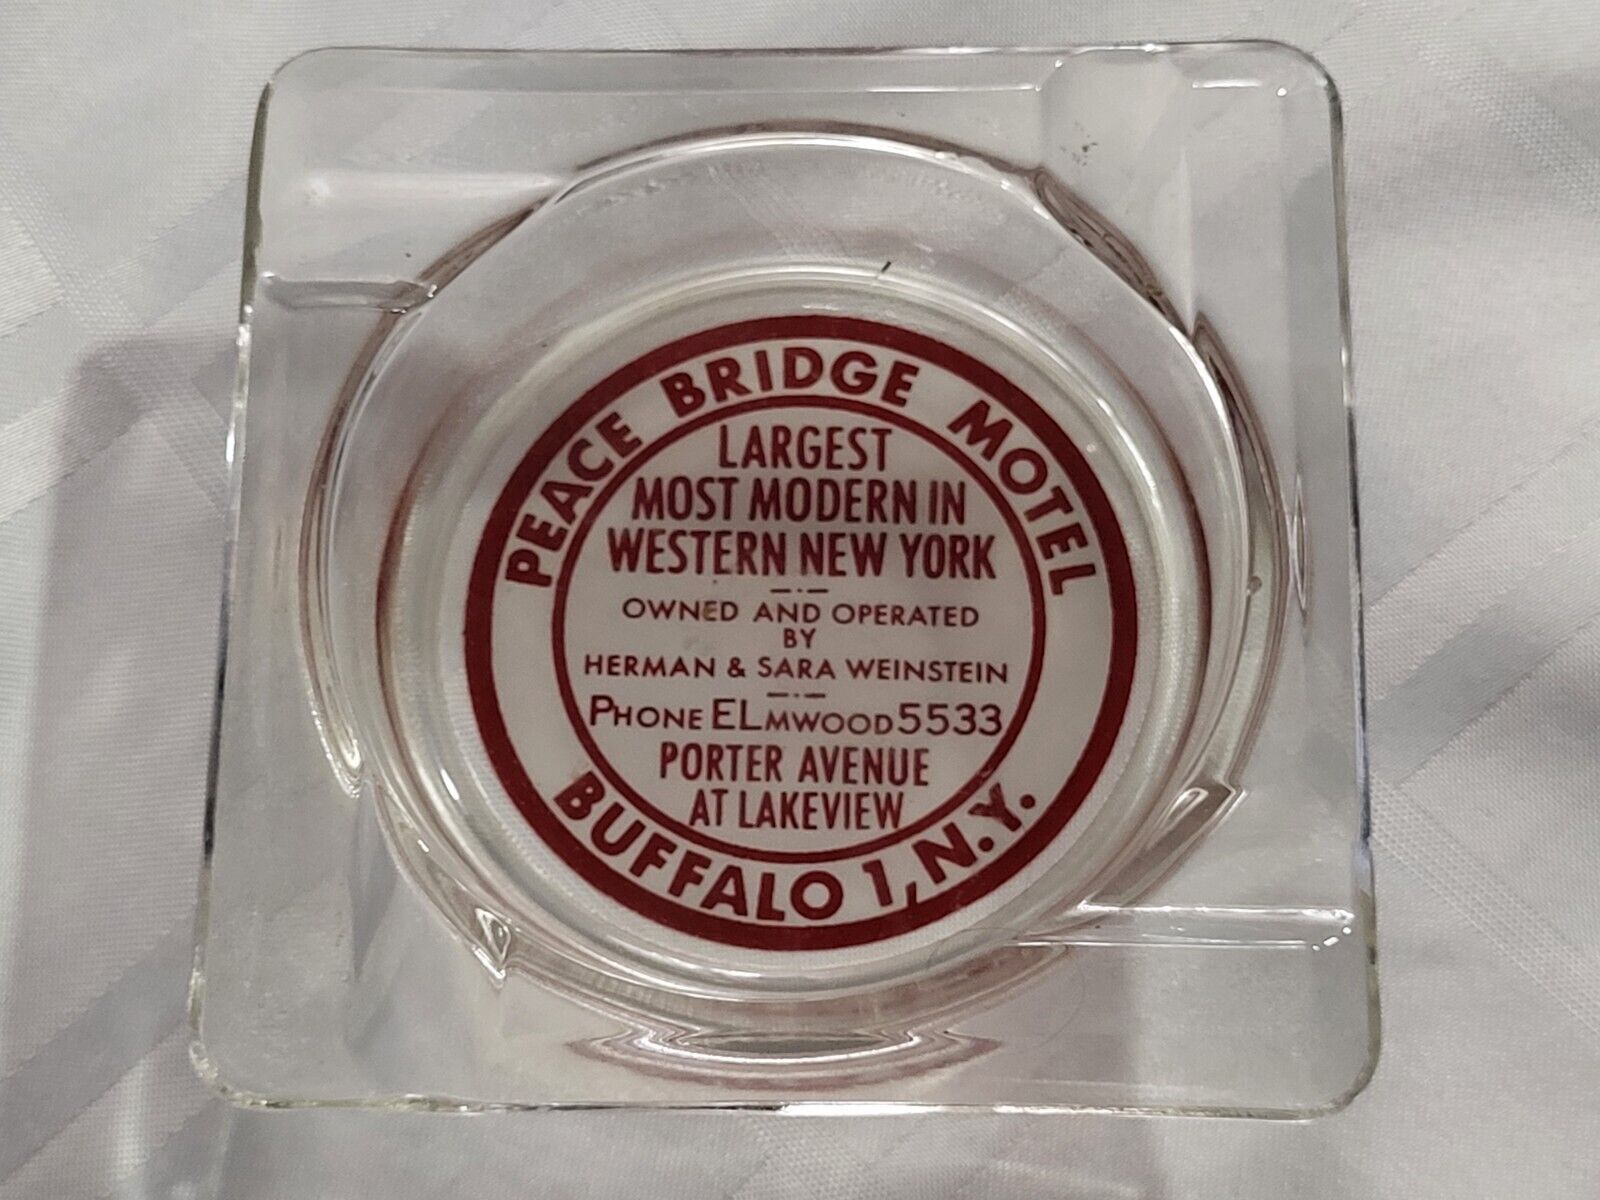 PEACE BRIDGE MOTEL
LARGEST
MOST MODERN IN
WESTERN NEW YORK
OWNED AND OPERATED
BY
HERMAN & SARA WEINSTEIN
PHONE ELMWOOD 5533
PORTER AVENUE
AT LAKEVIEW
BUFFALO 1, N.Y.